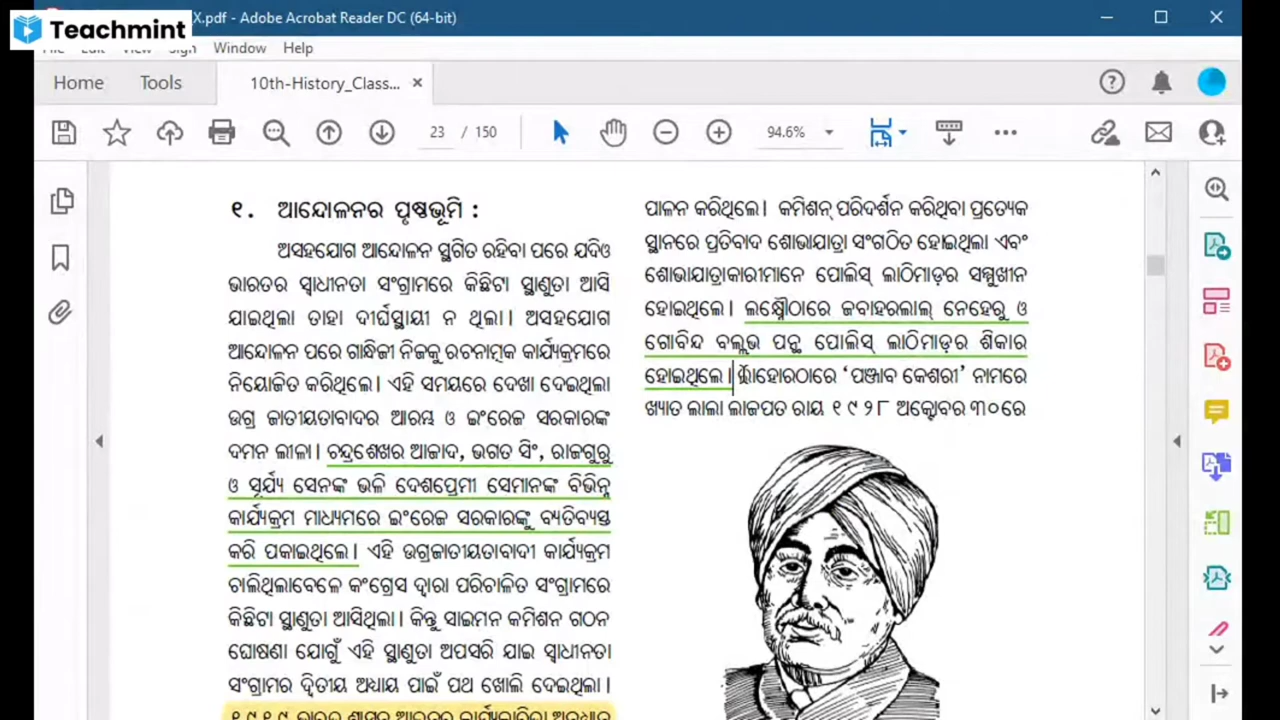 Teachmint
X.pdf - Adobe Acrobat Reader DC (64-bit)
Window Help
Home Tools 10th-History_Class...
23 / 150 94.6%
୧. ଆନ୍ଦୋଳନର ପୃଷ୍ଠଭୂମି :
ଅସହଯୋଗ ଆନ୍ଦୋଳନ ସ୍ଥଗିତ ରହିବା ପରେ ଯଦିଓ
ଭାରତର ସ୍ୱାଧୀନତା ସଂଗ୍ରାମରେ କିଛିଟା ସ୍ଥାଣୁତା ଆସି
ଯାଇଥିଲା ତାହା ଦୀର୍ଘସ୍ଥାୟୀ ନ ଥିଲା । ଅସହଯୋଗ
ଆନ୍ଦୋଳନ ପରେ ଗାନ୍ଧିଜୀ ନିଜକୁ ରଚନାତ୍ମକ କାର୍ଯ୍ୟକ୍ରମରେ
ନିୟୋଜିତ କରିଥିଲେ । ଏହି ସମୟରେ ଦେଖା ଦେଇଥିଲା
ଉଗ୍ର ଜାତୀୟତାବାଦର ଆରମ୍ଭ ଓ ଇଂରେଜ ସରକାରଙ୍କ
ଦମନ ଲୀଳା । ଚନ୍ଦ୍ରଶେଖର ଆଜାଦ, ଭଗତ ସିଂ, ରାଜଗୁରୁ
ଓ ସୂର୍ଯ୍ୟ ସେନଙ୍କ ଭଳି ଦେଶପ୍ରେମୀ ସେମାନଙ୍କ ବିଭିନ୍ନ
କାର୍ଯ୍ୟକ୍ରମ ମାଧ୍ୟମରେ ଇଂରେଜ ସରକାରଙ୍କୁ ବ୍ୟତିବ୍ୟସ୍ତ
କରି ପକାଇଥିଲେ । ଏହି ଉଗ୍ରଜାତୀୟତାବାଦୀ କାର୍ଯ୍ୟକ୍ରମ
ଚାଲିଥିଲାବେଳେ କଂଗ୍ରେସ ଦ୍ୱାରା ପରିଚାଳିତ ସଂଗ୍ରାମରେ
କିଛିଟା ସ୍ଥାଣୁତା ଆସିଥିଲା । କିନ୍ତୁ ସାଇମନ କମିଶନ ଗଠନ
ଘୋଷଣା ଯୋଗୁଁ ଏହି ସ୍ଥାଣୁତା ଅପସରି ଯାଇ ସ୍ୱାଧୀନତା
ସଂଗ୍ରାମର ଦ୍ୱିତୀୟ ଅଧ୍ୟାୟ ପାଇଁ ପଥ ଖୋଲି ଦେଇଥିଲା ।
୧୯୧୯ ଭାରତ ଶାସନ
ପାଳନ କରିଥିଲେ । କମିଶନ୍ ପରିଦର୍ଶନ କରିଥିବା ପ୍ରତ୍ୟେକ
ସ୍ଥାନରେ ପ୍ରତିବାଦ ଶୋଭାଯାତ୍ରା ସଂଗଠିତ ହୋଇଥିଲା ଏବଂ
ଶୋଭାଯାତ୍ରାକାରୀମାନେ ପୋଲିସ୍ ଲାଠିମାଡ଼ର ସମ୍ମୁଖୀନ
ହୋଇଥିଲେ । ଲକ୍ଷ୍ନୌଠାରେ ଜବାହରଲାଲ୍ ନେହେରୁ ଓ
ଗୋବିନ୍ଦ ବଲ୍ଲଭ ପନ୍ଥ ପୋଲିସ୍ ଲାଠିମାଡ଼ର ଶିକାର
ହୋଇଥିଲେ । ଲାହୋରଠାରେ ‘ପଞ୍ଜାବ କେଶରୀ’ ନାମରେ
ଖ୍ୟାତ ଲାଲା ଲାଜପତ ରାୟ ୧୯୨୮ ଅକ୍ଟୋବର ୩୦ରେ